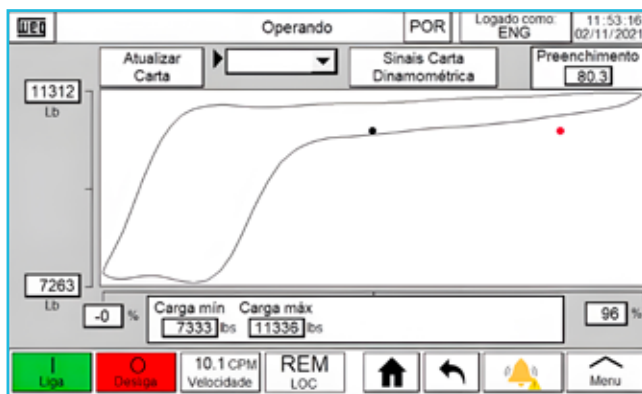 WEG
Operando
POR
Logado como:
ENG
11:53:16
02/11/2021
Atualizar
Carta
Sinais Carta
Dinamométrica
Preenchimento
80.3
11312
Lb
7263
Lb
-0 %
Carga mín Carga máx
7333 lbs 11336 lbs
96 %
I
Liga
O
Desliga
10.1 CPM
Velocidade
REM
LOC
Menu